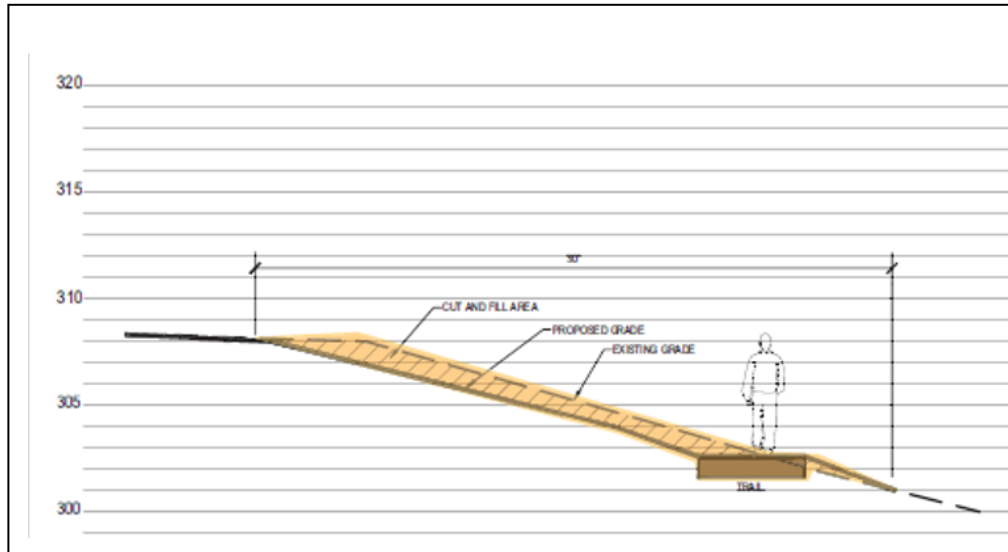 320
315
310
305
300
CUT AND FILL AREA
PROPOSED GRADE
EXISTING GRADE
TRAIL